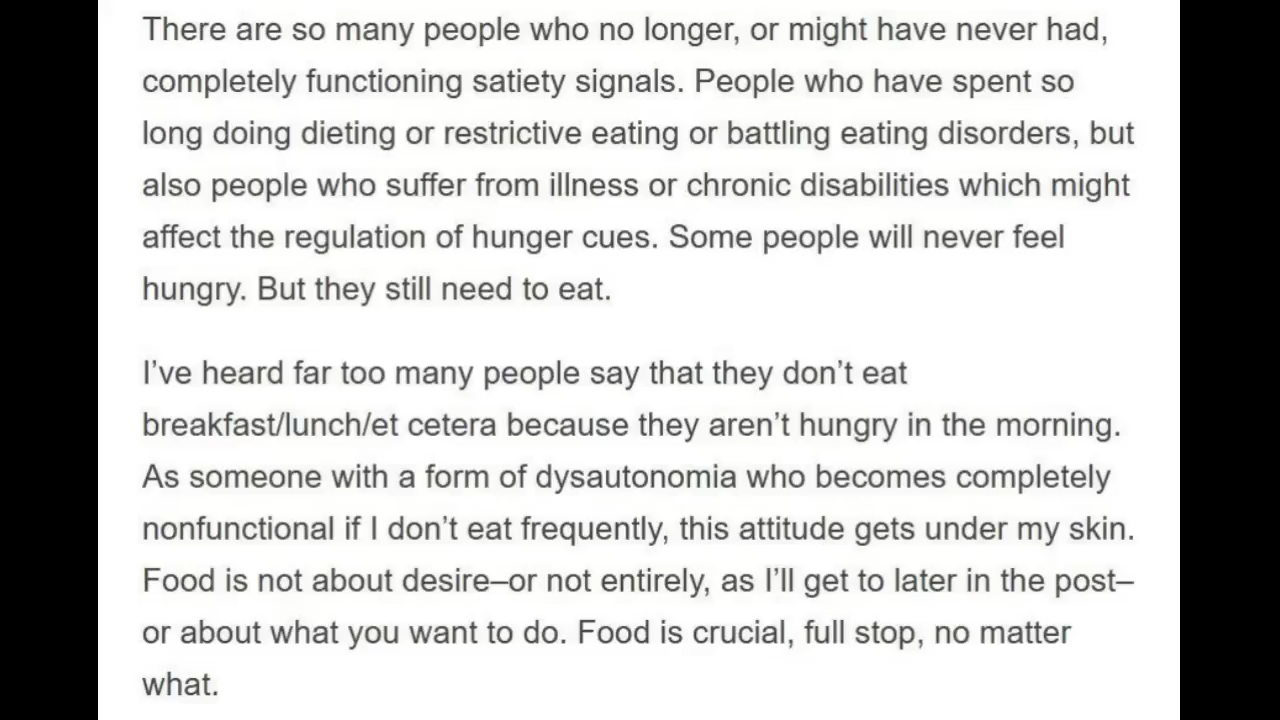 There are so many people who no longer, or might have never had,
completely functioning satiety signals. People who have spent so
long doing dieting or restrictive eating or battling eating disorders, but
also people who suffer from illness or chronic disabilities which might
affect the regulation of hunger cues. Some people will never feel
hungry. But they still need to eat.
I’ve heard far too many people say that they don’t eat
breakfast/lunch/et cetera because they aren’t hungry in the morning.
As someone with a form of dysautonomia who becomes completely
nonfunctional if I don’t eat frequently, this attitude gets under my skin.
Food is not about desire–or not entirely, as I’ll get to later in the post–
or about what you want to do. Food is crucial, full stop, no matter
what.